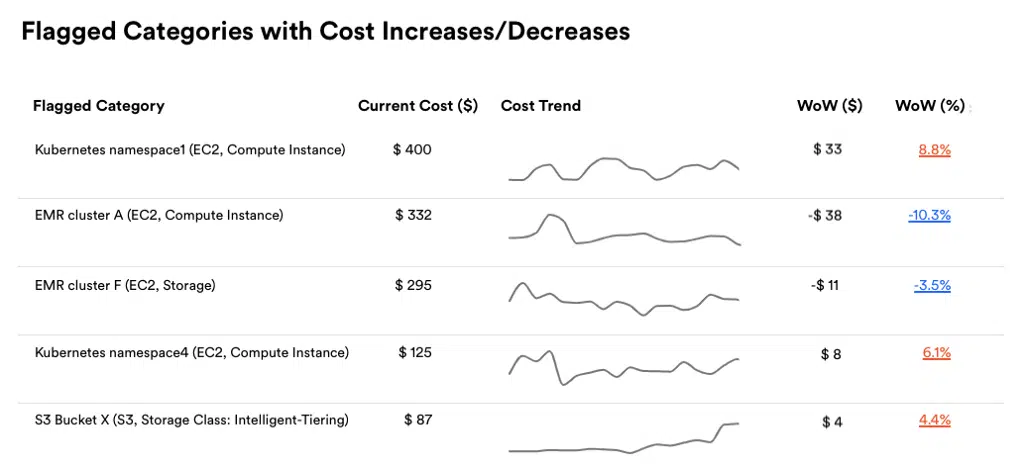 Flagged Categories with Cost Increases/Decreases
Flagged Category Current Cost ($) Cost Trend WoW ($) WoW (%)
Kubernetes namespace1 (EC2, Compute Instance) $ 400 $ 33 8.8%
EMR cluster A (EC2, Compute Instance) $ 332 -$ 38 -10.3%
EMR cluster F (EC2, Storage) $ 295 -$ 11 -3.5%
Kubernetes namespace4 (EC2, Compute Instance) $ 125 $ 8 6.1%
S3 Bucket X (S3, Storage Class: Intelligent-Tiering) $ 87 $ 4 4.4%